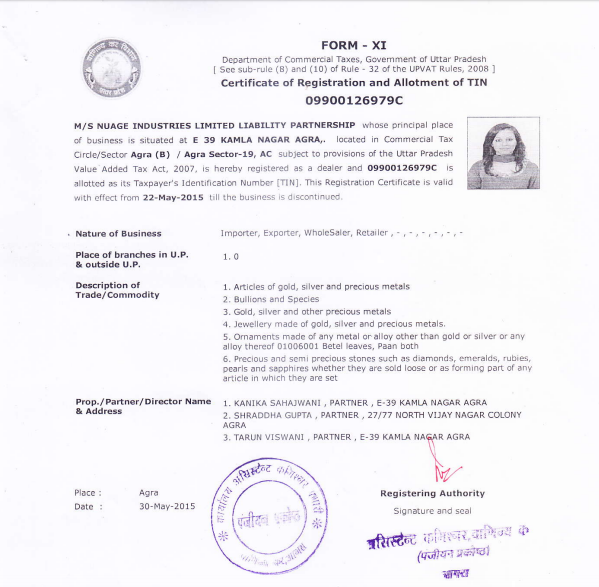 FORM - XI
Department of Commercial Taxes, Government of Uttar Pradesh
[ See sub-rule (8) and (10) of Rule - 32 of the UPVAT Rules, 2008 ]
Certificate of Registration and Allotment of TIN
09900126979C
M/S NUAGE INDUSTRIES LIMITED LIABILITY PARTNERSHIP whose principal place
of business is situated at E 39 KAMLA NAGAR AGRA,. located in Commercial Tax
Circle/Sector Agra (B) / Agra Sector-19, AC subject to provisions of the Uttar Pradesh
Value Added Tax Act, 2007, is hereby registered as a dealer and 09900126979C is
allotted as its Taxpayer's Identification Number [TIN]. This Registration Certificate is valid
with effect from 22-May-2015 till the business is discontinued.
Nature of Business Importer, Exporter, WholeSaler, Retailer , - , - , - , - , - , -
Place of branches in U.P. 1. 0
& outside U.P.
Description of 1. Articles of gold, silver and precious metals
Trade/Commodity 2. Bullions and Species
3. Gold, silver and other precious metals
4. Jewellery made of gold, silver and precious metals.
5. Ornaments made of any metal or alloy other than gold or silver or any
alloy thereof 01006001 Betel leaves, Paan both
6. Precious and semi precious stones such as diamonds, emeralds, rubies,
pearls and sapphires whether they are sold loose or as forming part of any
article in which they are set
Prop./Partner/Director Name 1. KANIKA SAHAJWANI , PARTNER , E-39 KAMLA NAGAR AGRA
& Address 2. SHRADDHA GUPTA , PARTNER , 27/77 NORTH VIJAY NAGAR COLONY
AGRA
3. TARUN VISWANI , PARTNER , E-39 KAMLA NAGAR AGRA
कार्यालय असिस्टेन्ट कमिश्नर
पंजीयन प्रकोष्ठ
Place : Agra Registering Authority
Date : 30-May-2015 Signature and seal
असिस्टेन्ट कमिश्नर, वाणिज्य क
(पंजीयन प्रकोष्ठ)
आगरा